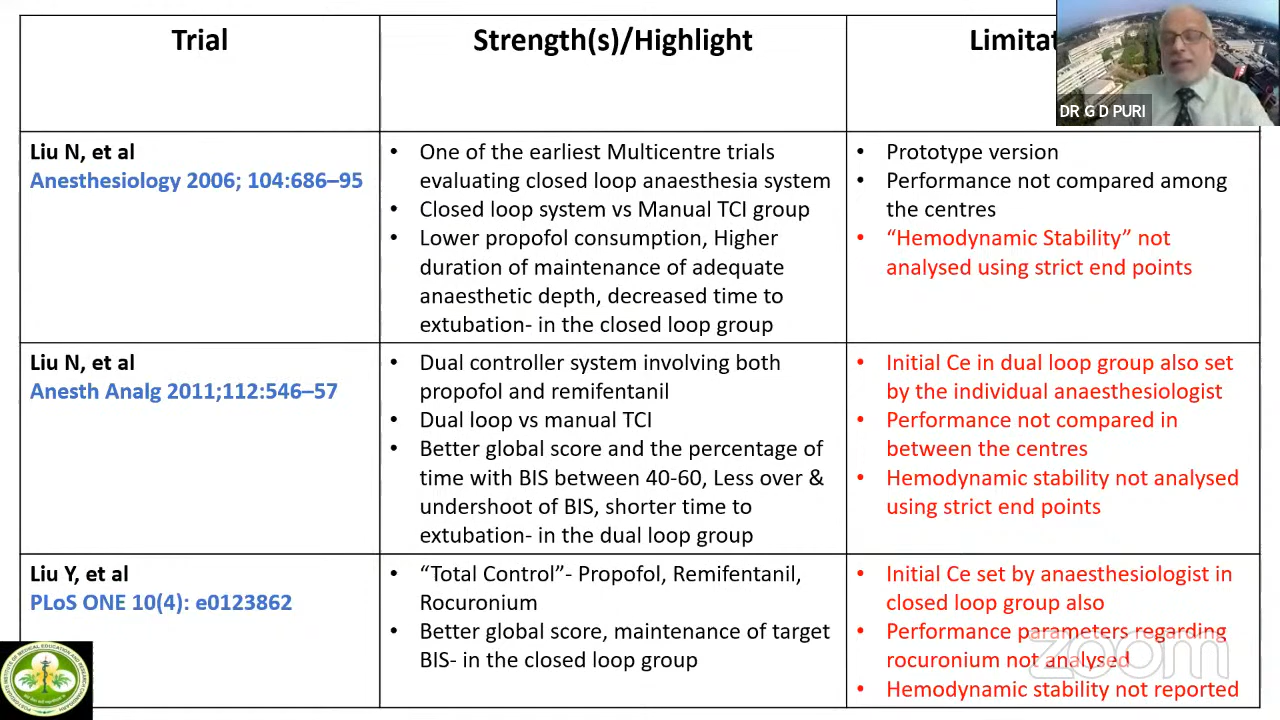 Trial
Strength(s)/Highlight
Limitat
DR G D PURI
Liu N, et al
Anesthesiology 2006; 104:686–95
• One of the earliest Multicentre trials
evaluating closed loop anaesthesia system
• Closed loop system vs Manual TCI group
• Lower propofol consumption, Higher
duration of maintenance of adequate
anaesthetic depth, decreased time to
extubation- in the closed loop group
• Prototype version
• Performance not compared among
the centres
• “Hemodynamic Stability” not
analysed using strict end points
Liu N, et al
Anesth Analg 2011;112:546–57
• Dual controller system involving both
propofol and remifentanil
• Dual loop vs manual TCI
• Better global score and the percentage of
time with BIS between 40-60, Less over &
undershoot of BIS, shorter time to
extubation- in the dual loop group
• Initial Ce in dual loop group also set
by the individual anaesthesiologist
• Performance not compared in
between the centres
• Hemodynamic stability not analysed
using strict end points
Liu Y, et al
PLoS ONE 10(4): e0123862
• “Total Control”- Propofol, Remifentanil,
Rocuronium
• Better global score, maintenance of target
BIS- in the closed loop group
• Initial Ce set by anaesthesiologist in
closed loop group also
• Performance parameters regarding
rocuronium not analysed
• Hemodynamic stability not reported
zoom